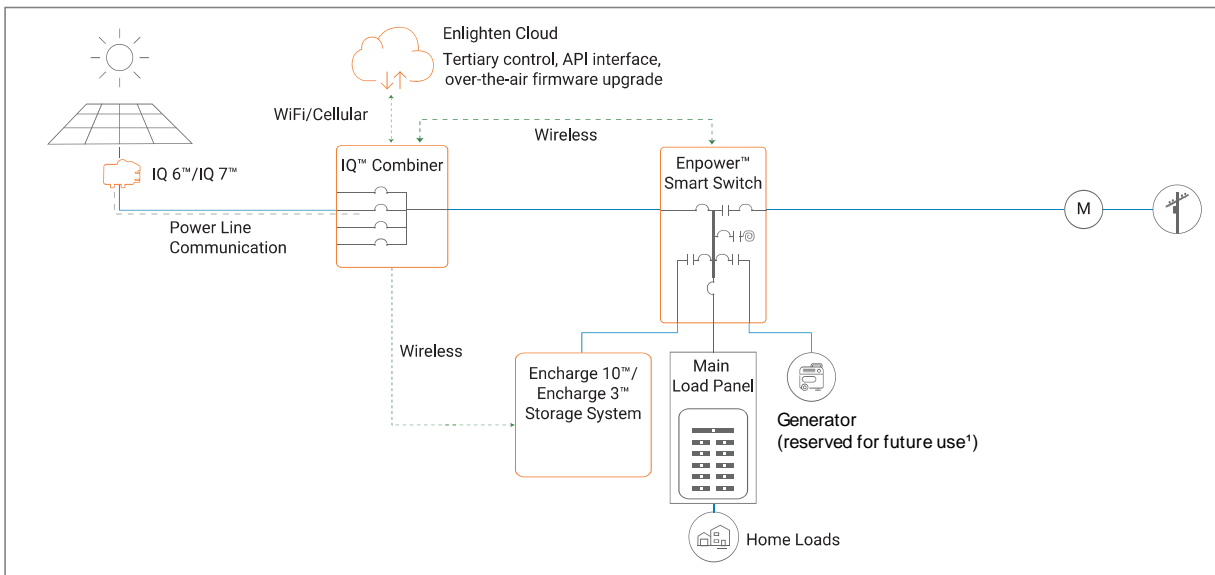 Enlighten Cloud
Tertiary control, API interface,
over-the-air firmware upgrade
WiFi/Cellular
Wireless
IQ™ Combiner
Enpower™
Smart Switch
IQ 6™/IQ 7™
M
Power Line
Communication
Wireless
Encharge 10™/
Encharge 3™
Storage System
Main
Load Panel
Generator
(reserved for future use¹)
Home Loads